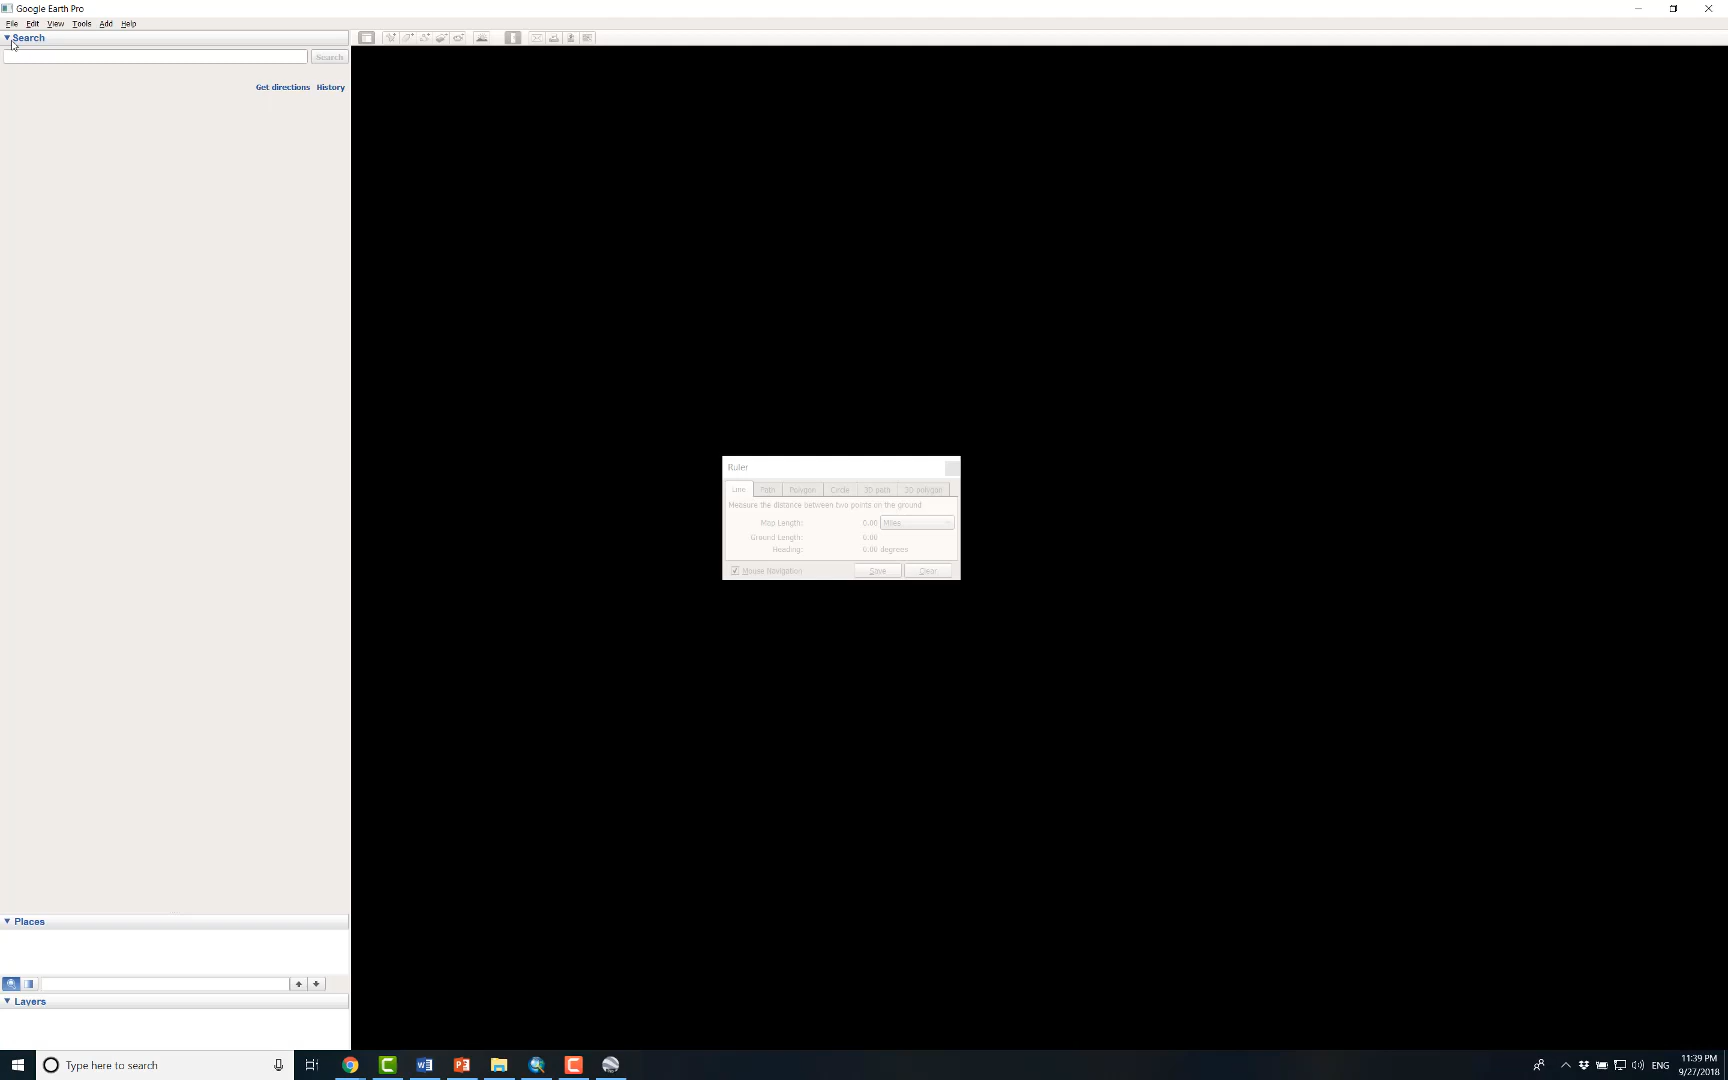 Google Earth Pro
File Edit View Tools Add Help
Search
Search
Get directions History
Ruler
Line Path Polygon Circle 3D path 3D polygon
Measure the distance between two points on the ground
Map Length: 0.00 Miles
Ground Length: 0.00
Heading: 0.00 degrees
Mouse Navigation Save Clear
Places
Layers
Type here to search
ENG
11:39 PM
9/27/2018